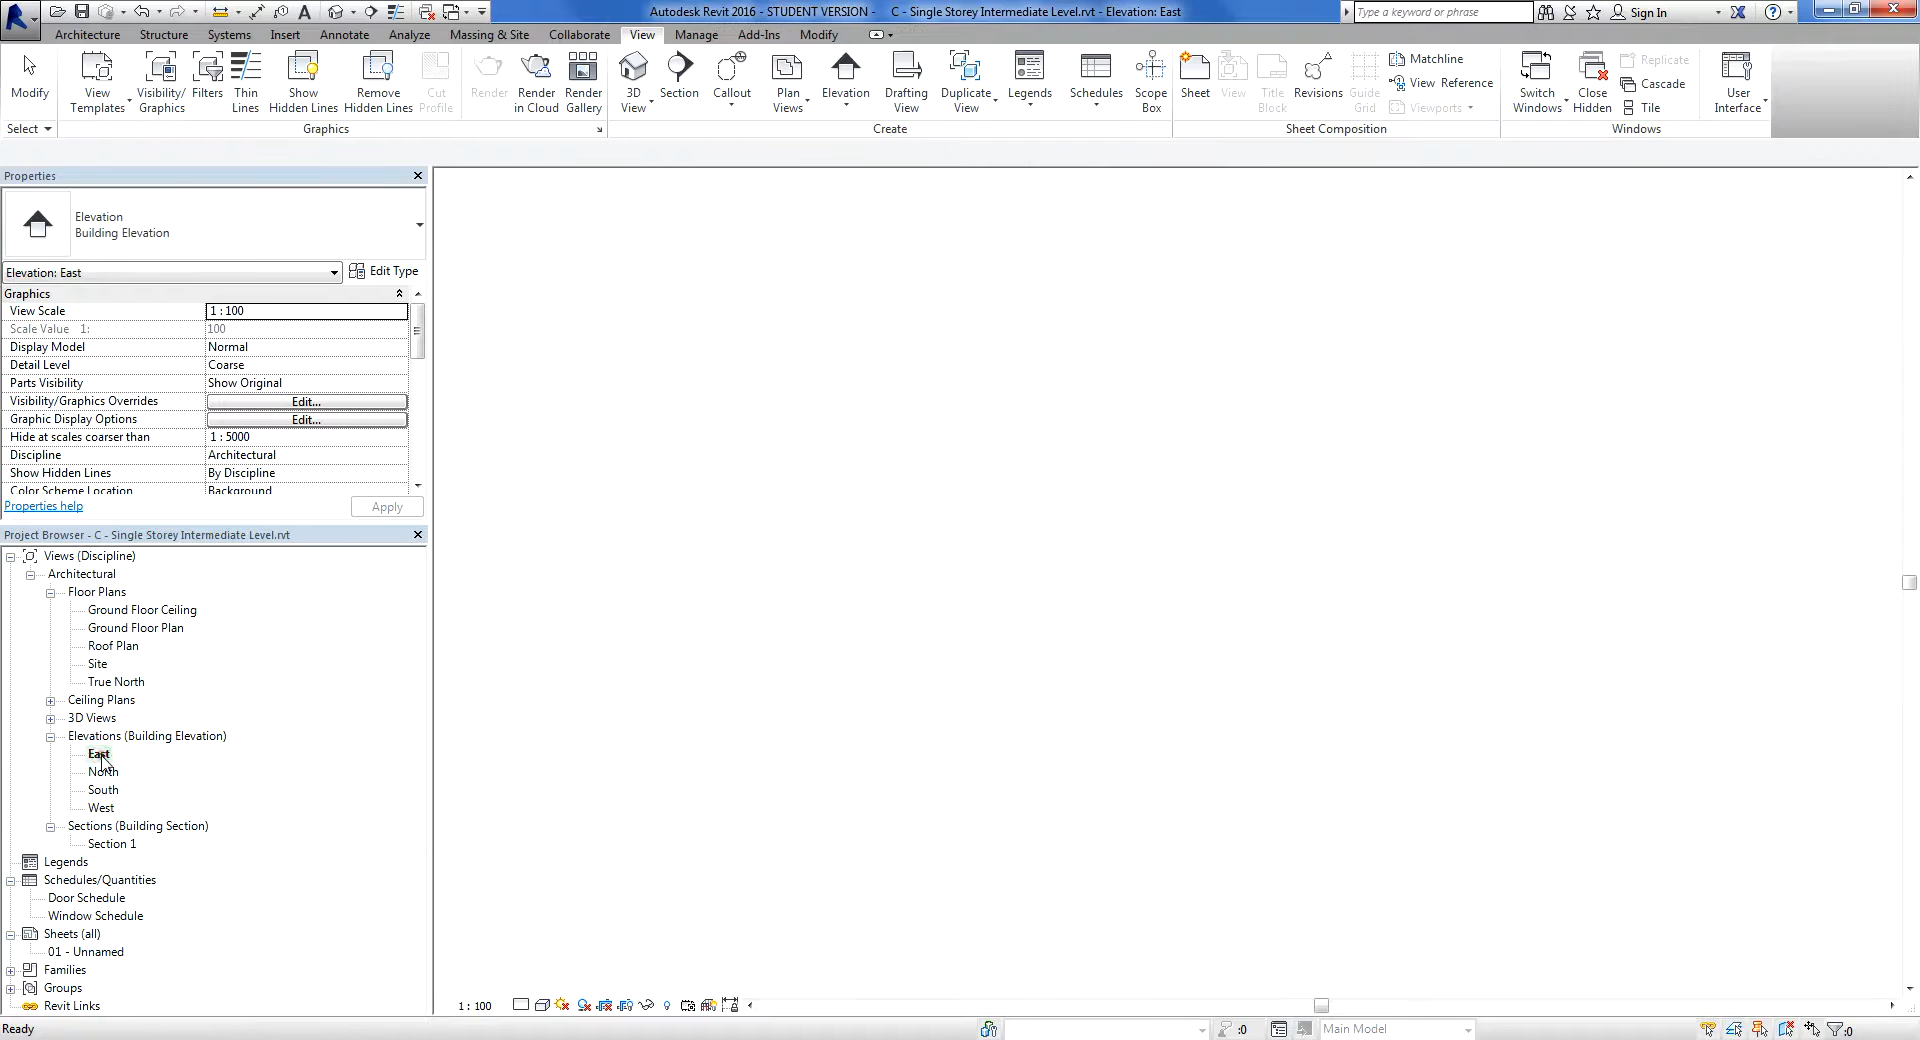 Autodesk Revit 2016 - STUDENT VERSION - C - Single Storey Intermediate Level.rvt - Elevation: East
Type a keyword or phrase
Sign In
Architecture Structure Systems Insert Annotate Analyze Massing & Site Collaborate View Manage Add-Ins Modify
Modify
View Templates
Visibility/ Graphics
Filters
Thin Lines
Show Hidden Lines
Remove Hidden Lines
Cut Profile
Render
Render in Cloud
Render Gallery
3D View
Section
Callout
Plan Views
Elevation
Drafting View
Duplicate View
Legends
Schedules
Scope Box
Sheet
View
Title Block
Revisions
Guide Grid
Matchline
View Reference
Viewports
Switch Windows
Close Hidden
Replicate
Cascade
Tile
User Interface
Select Graphics Create Sheet Composition Windows
Properties
Elevation
Building Elevation
Elevation: East Edit Type
Graphics
View Scale 1 : 100
Scale Value 1: 100
Display Model Normal
Detail Level Coarse
Parts Visibility Show Original
Visibility/Graphics Overrides Edit...
Graphic Display Options Edit...
Hide at scales coarser than 1 : 5000
Discipline Architectural
Show Hidden Lines By Discipline
Color Scheme Location Background
Properties help Apply
Project Browser - C - Single Storey Intermediate Level.rvt
Views (Discipline)
Architectural
Floor Plans
Ground Floor Ceiling
Ground Floor Plan
Roof Plan
Site
True North
Ceiling Plans
3D Views
Elevations (Building Elevation)
East
North
South
West
Sections (Building Section)
Section 1
Legends
Schedules/Quantities
Door Schedule
Window Schedule
Sheets (all)
01 - Unnamed
Families
Groups
Revit Links
1 : 100
Ready
:0
Main Model
:0